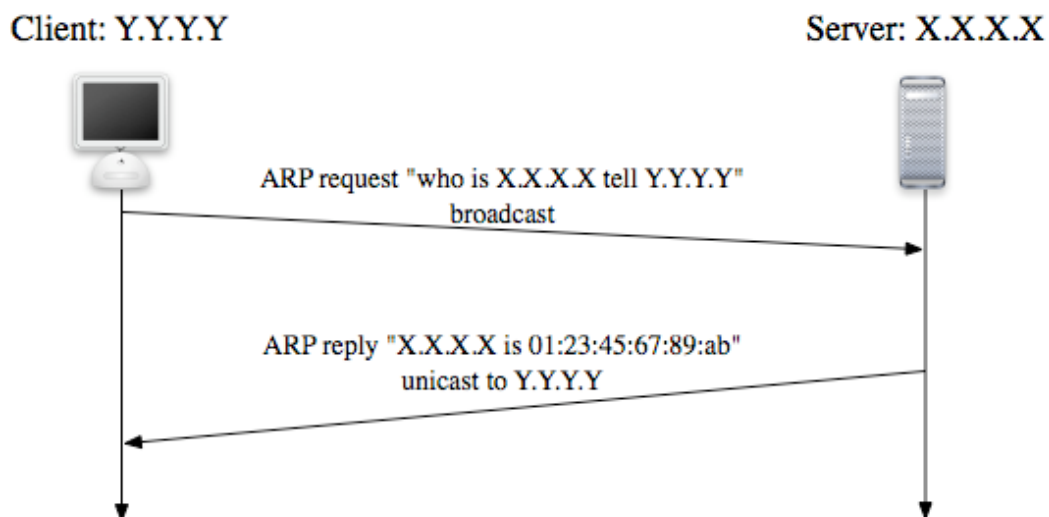 Client: Y.Y.Y.Y
Server: X.X.X.X
ARP request "who is X.X.X.X tell Y.Y.Y.Y"
broadcast
ARP reply "X.X.X.X is 01:23:45:67:89:ab"
unicast to Y.Y.Y.Y